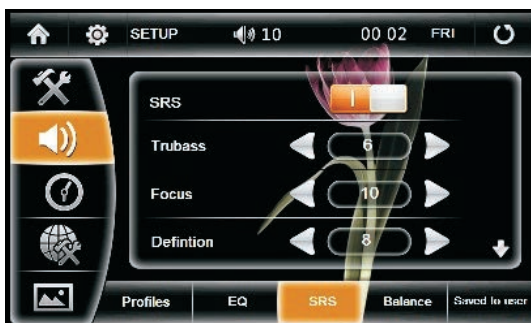 SETUP 10 00 02 FRI
SRS I
Trubass 6
Focus 10
Defintion 8
Profiles EQ SRS Balance Saved to user